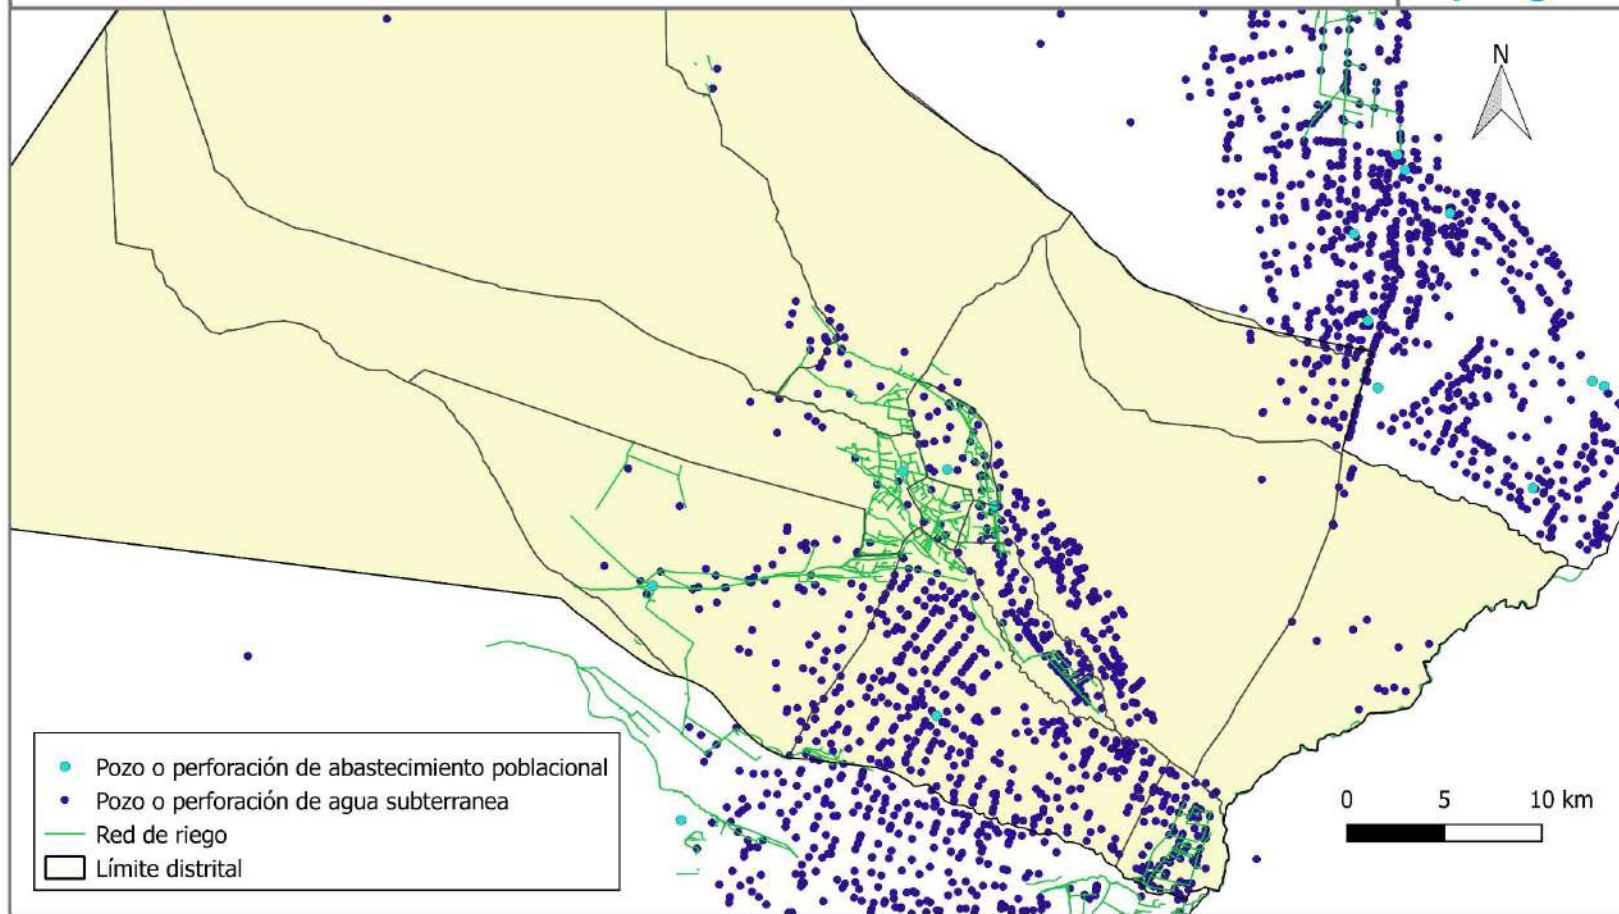 N
Pozo o perforación de abastecimiento poblacional
Pozo o perforación de agua subterranea
Red de riego
Límite distrital
0 5 10 km